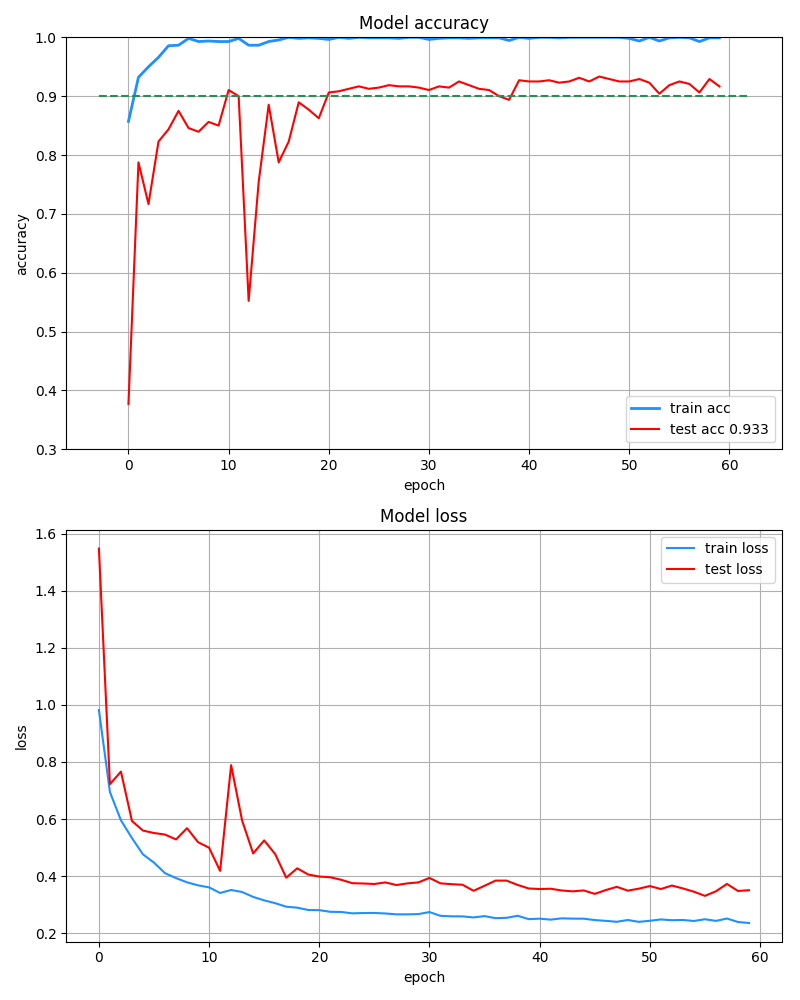 Model accuracy
1.0
0.9
0.8
0.7
0.6
0.5
0.4
0.3
accuracy
train acc
test acc 0.933
0 10 20 30 40 50 60
epoch
Model loss
1.6
1.4
1.2
1.0
0.8
0.6
0.4
0.2
loss
train loss
test loss
0 10 20 30 40 50 60
epoch